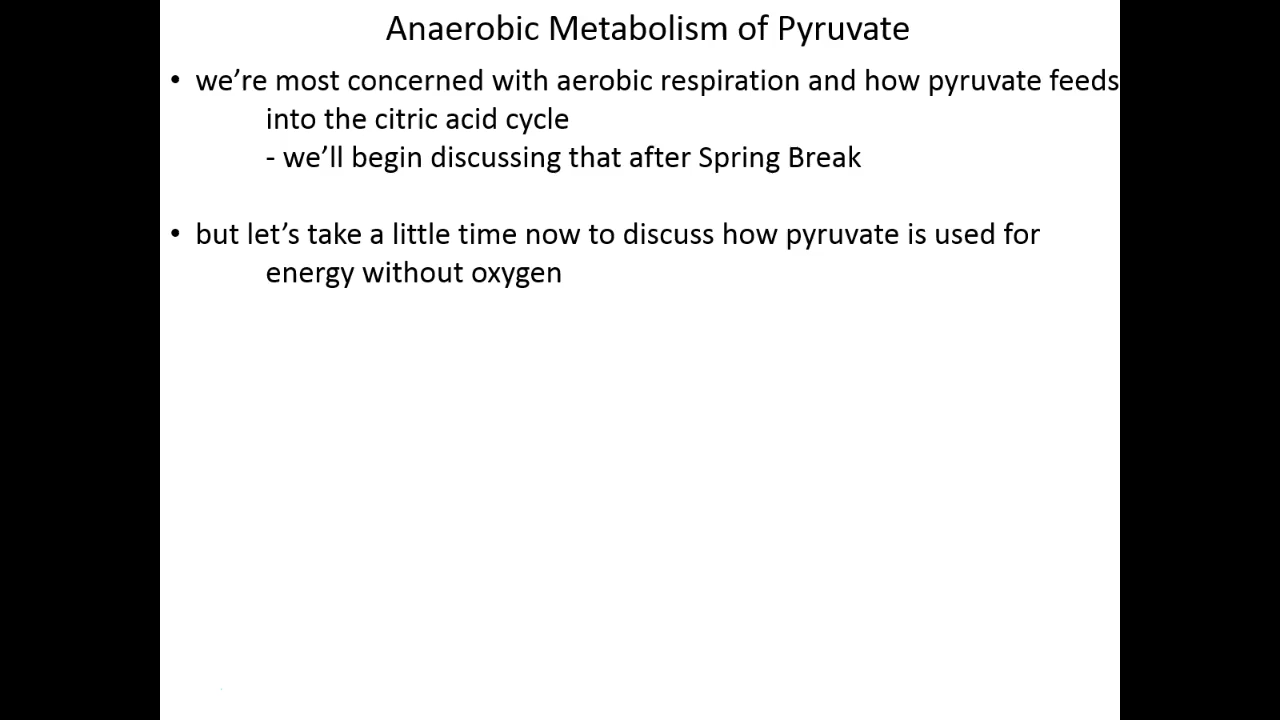 Anaerobic Metabolism of Pyruvate
• we’re most concerned with aerobic respiration and how pyruvate feeds
into the citric acid cycle
- we’ll begin discussing that after Spring Break
• but let’s take a little time now to discuss how pyruvate is used for
energy without oxygen